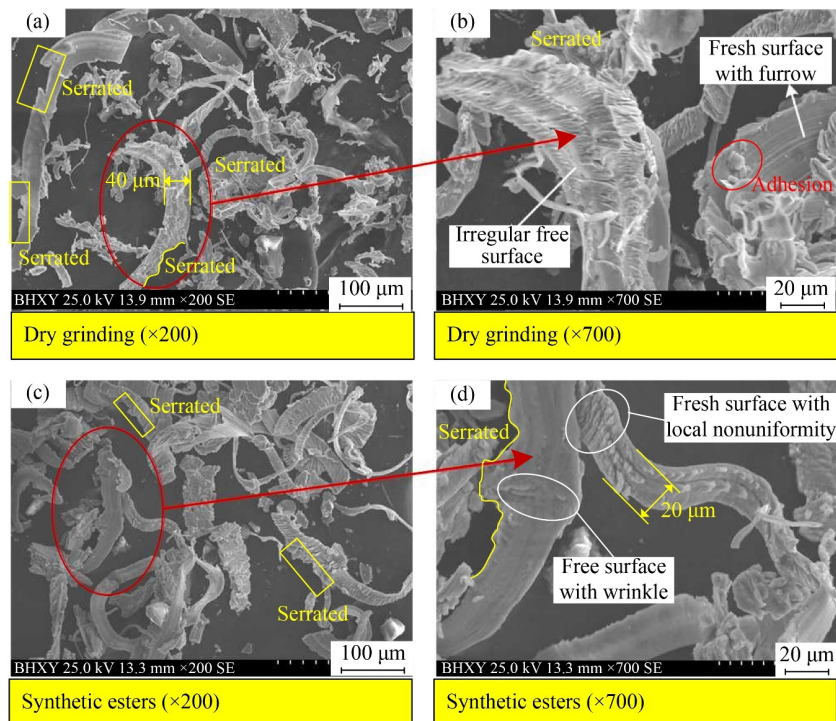 (a)
Serrated
Serrated
40 μm
Serrated
Serrated
100 μm
BHXY 25.0 kV 13.9 mm ×200 SE
Dry grinding (×200)
(b)
Serrated
Fresh surface
with furrow
Adhesion
Irregular free
surface
20 μm
BHXY 25.0 kV 13.9 mm ×700 SE
Dry grinding (×700)
(c)
Serrated
Serrated
100 μm
BHXY 25.0 kV 13.3 mm ×200 SE
Synthetic esters (×200)
(d)
Serrated
Fresh surface with
local nonuniformity
20 μm
Free surface
with wrinkle
20 μm
BHXY 25.0 kV 13.3 mm ×700 SE
Synthetic esters (×700)